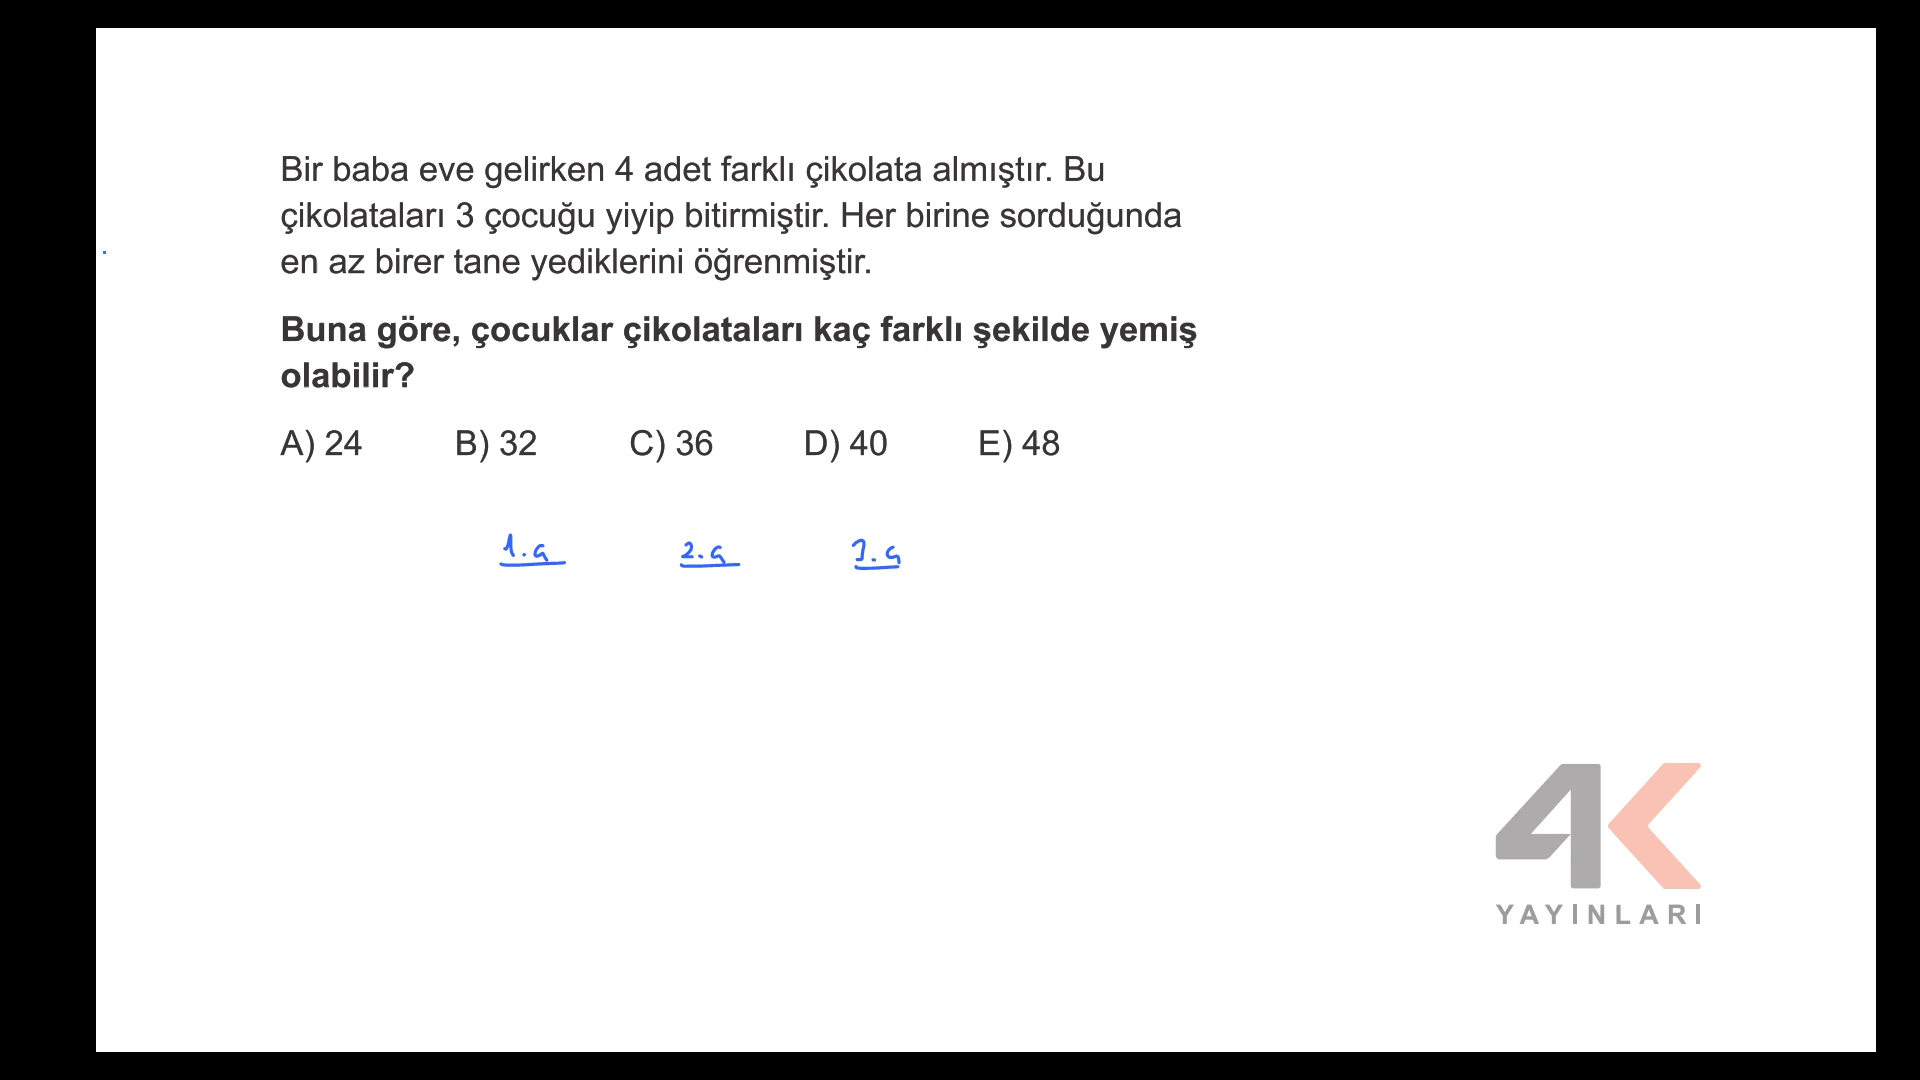 Bir baba eve gelirken 4 adet farklı çikolata almıştır. Bu
çikolataları 3 çocuğu yiyip bitirmiştir. Her birine sorduğunda
en az birer tane yediklerini öğrenmiştir.
Buna göre, çocuklar çikolataları kaç farklı şekilde yemiş
olabilir?
A) 24 B) 32 C) 36 D) 40 E) 48
1.ç 2.ç 3.ç
4K
YAYINLARI